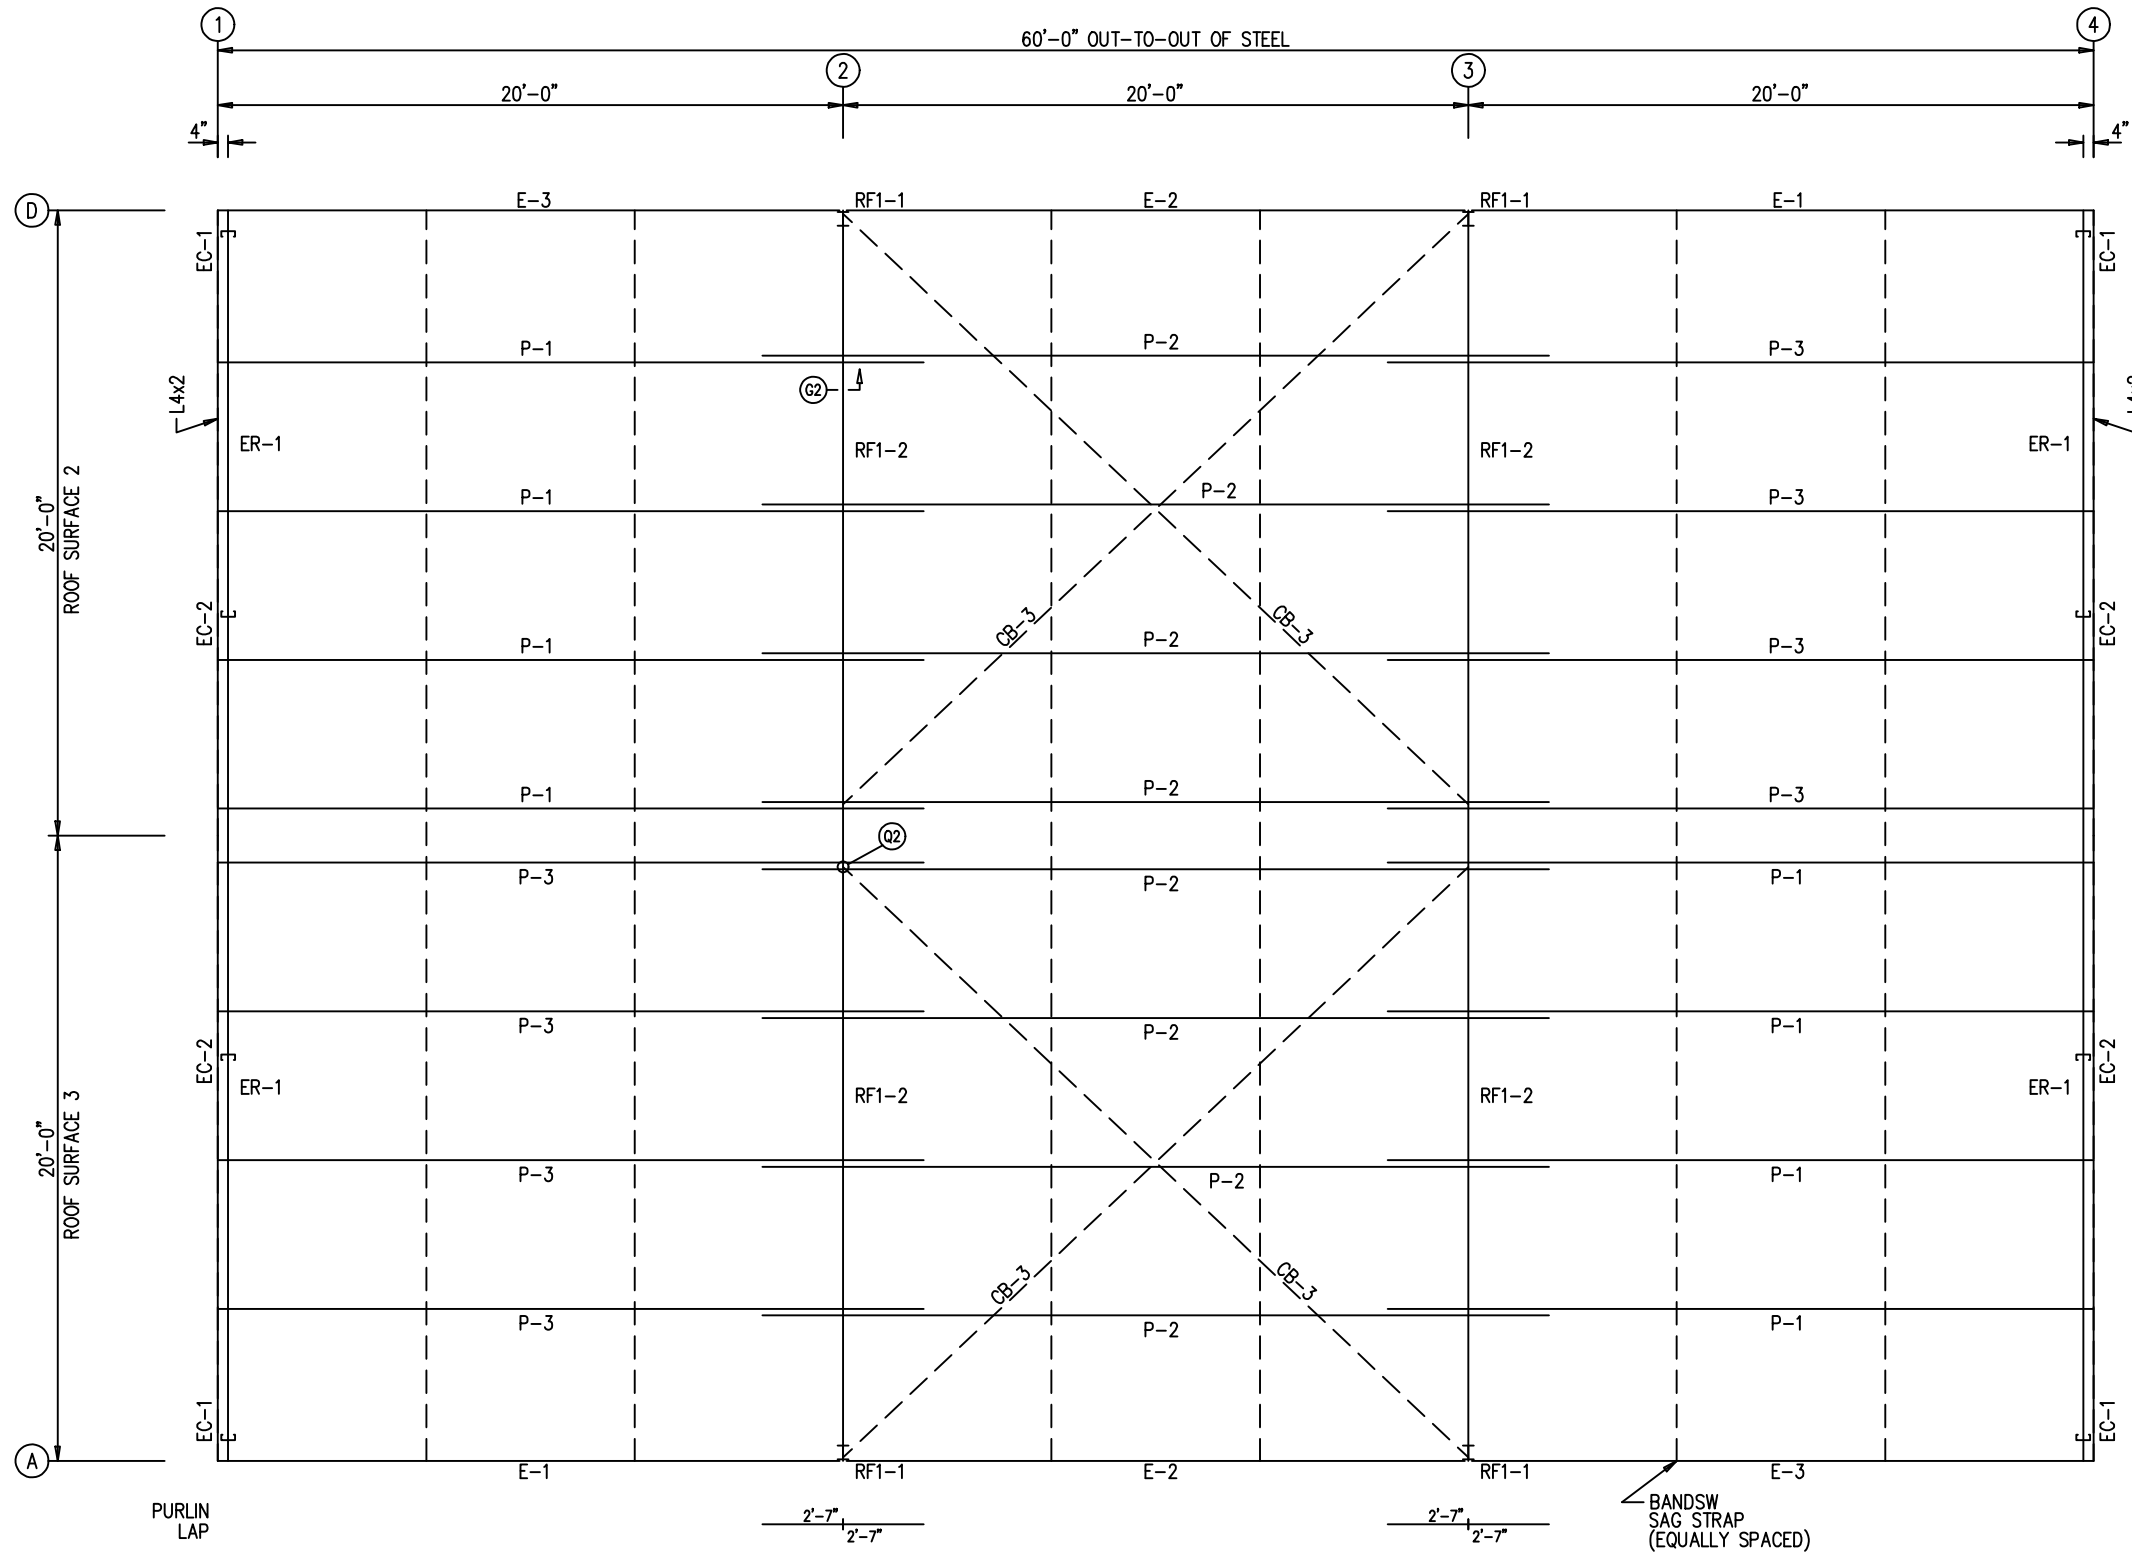 1
4
60'-0" OUT-TO-OUT OF STEEL
2
3
20'-0"
20'-0"
20'-0"
4"
4"
D
E-3
RF1-1
E-2
RF1-1
E-1
EC-1
EC-1
P-1
P-2
P-3
L4x2
G2
ER-1
RF1-2
RF1-2
ER-1
20'-0"
ROOF SURFACE 2
P-1
P-2
P-3
EC-2
CB-3
CB-3
EC-2
P-1
P-2
P-3
P-1
P-2
P-3
Q2
P-3
P-2
P-1
P-3
P-2
P-1
EC-2
EC-2
ER-1
RF1-2
RF1-2
ER-1
20'-0"
ROOF SURFACE 3
P-3
P-2
P-1
CB-3
CB-3
P-3
P-2
P-1
EC-1
EC-1
A
E-1
RF1-1
E-2
RF1-1
E-3
PURLIN
LAP
2'-7"
2'-7"
2'-7"
2'-7"
BANDSW
SAG STRAP
(EQUALLY SPACED)